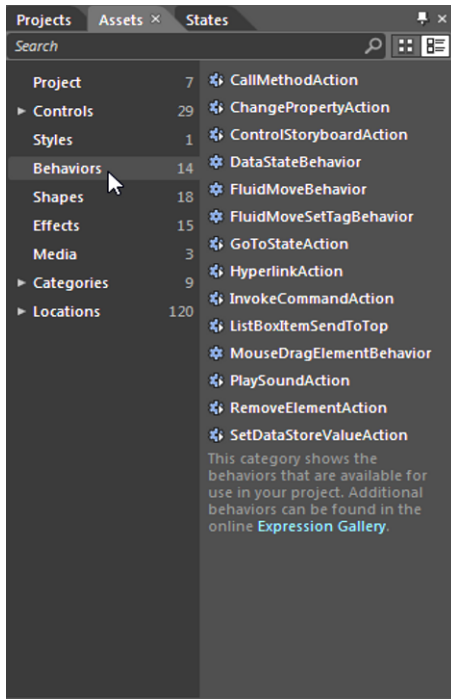 Projects
Assets
States
Search
Project 7
Controls 29
Styles 1
Behaviors 14
Shapes 18
Effects 15
Media 3
Categories 9
Locations 120
CallMethodAction
ChangePropertyAction
ControlStoryboardAction
DataStateBehavior
FluidMoveBehavior
FluidMoveSetTagBehavior
GoToStateAction
HyperlinkAction
InvokeCommandAction
ListBoxItemSendToTop
MouseDragElementBehavior
PlaySoundAction
RemoveElementAction
SetDataStoreValueAction
This category shows the
behaviors that are available for
use in your project. Additional
behaviors can be found in the
online Expression Gallery.